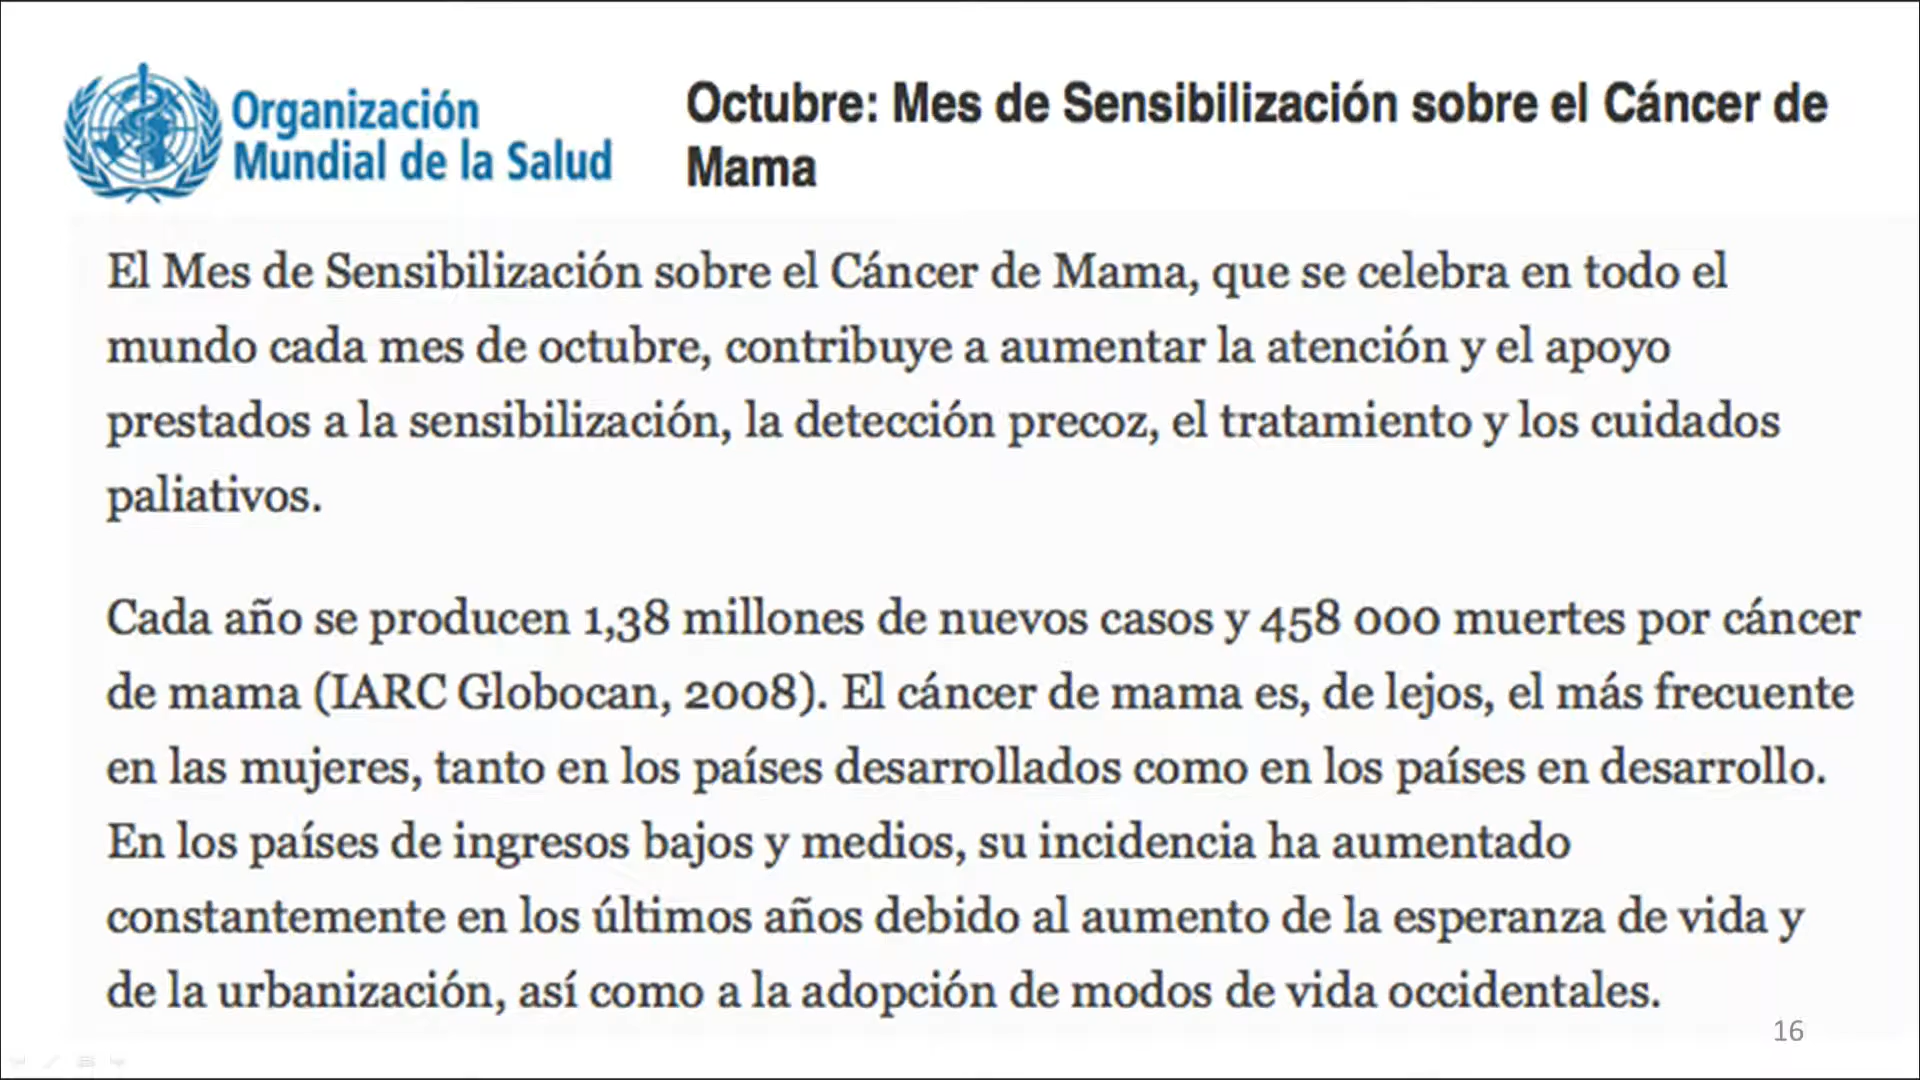 Organización
Mundial de la Salud
Octubre: Mes de Sensibilización sobre el Cáncer de
Mama
El Mes de Sensibilización sobre el Cáncer de Mama, que se celebra en todo el
mundo cada mes de octubre, contribuye a aumentar la atención y el apoyo
prestados a la sensibilización, la detección precoz, el tratamiento y los cuidados
paliativos.
Cada año se producen 1,38 millones de nuevos casos y 458 000 muertes por cáncer
de mama (IARC Globocan, 2008). El cáncer de mama es, de lejos, el más frecuente
en las mujeres, tanto en los países desarrollados como en los países en desarrollo.
En los países de ingresos bajos y medios, su incidencia ha aumentado
constantemente en los últimos años debido al aumento de la esperanza de vida y
de la urbanización, así como a la adopción de modos de vida occidentales.
16